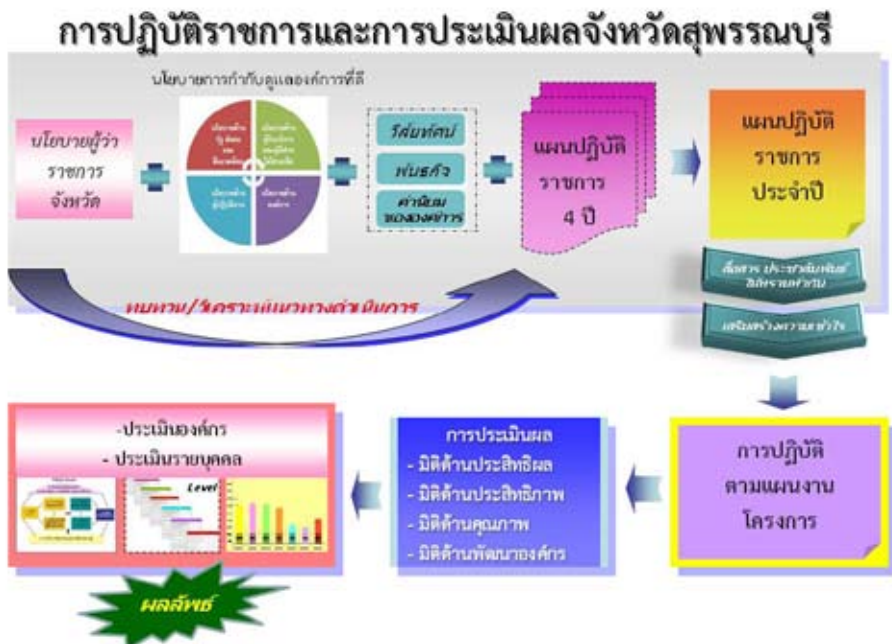 การปฏิบัติราชการและการประเมินผลจังหวัดสุพรรณบุรี
นโยบายการกำกับดูแลองค์การที่ดี
นโยบายผู้ว่า
ราชการ
จังหวัด
วิสัยทัศน์
พันธกิจ
ค่านิยม
ขององค์การ
แผนปฏิบัติ
ราชการ
4 ปี
แผนปฏิบัติ
ราชการ
ประจำปี
ทบทวน/วิเคราะห์แนวทางดำเนินการ
สื่อสาร ประชาสัมพันธ์
เสริมสร้างความเข้าใจ
การปฏิบัติ
ตามแผนงาน
โครงการ
การประเมินผล
- มิติด้านประสิทธิผล
- มิติด้านประสิทธิภาพ
- มิติด้านคุณภาพ
- มิติด้านพัฒนาองค์กร
-ประเมินองค์กร
- ประเมินรายบุคคล
Level
ผลลัพธ์